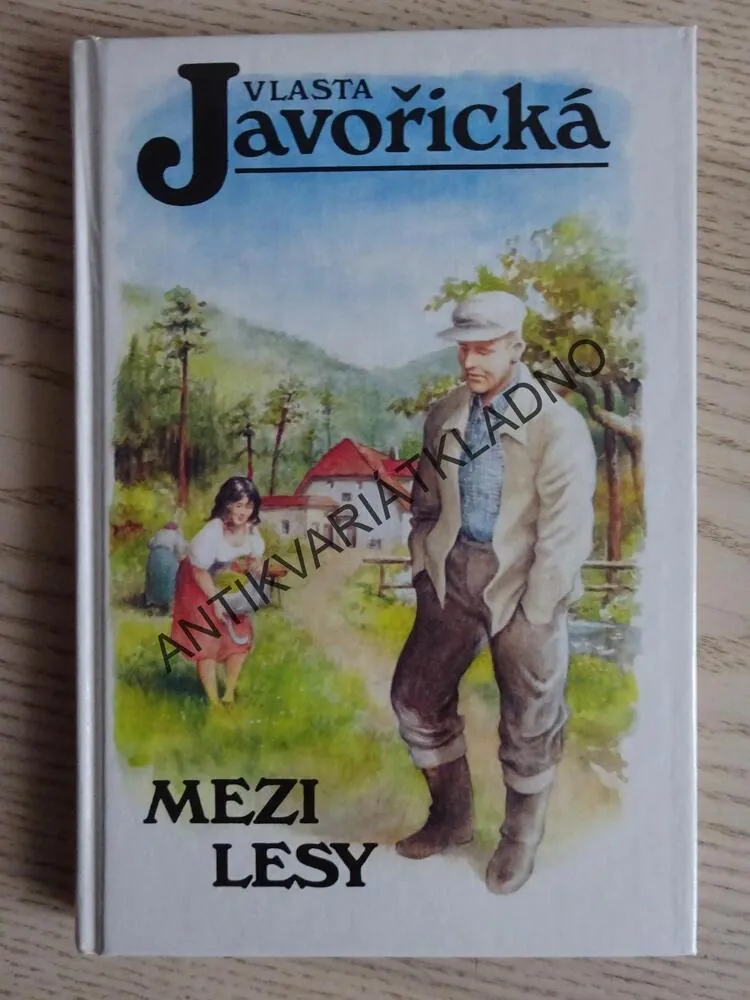 VLASTA
Javořická
ANTIKVARIÁTKLADNO
MEZI
LESY